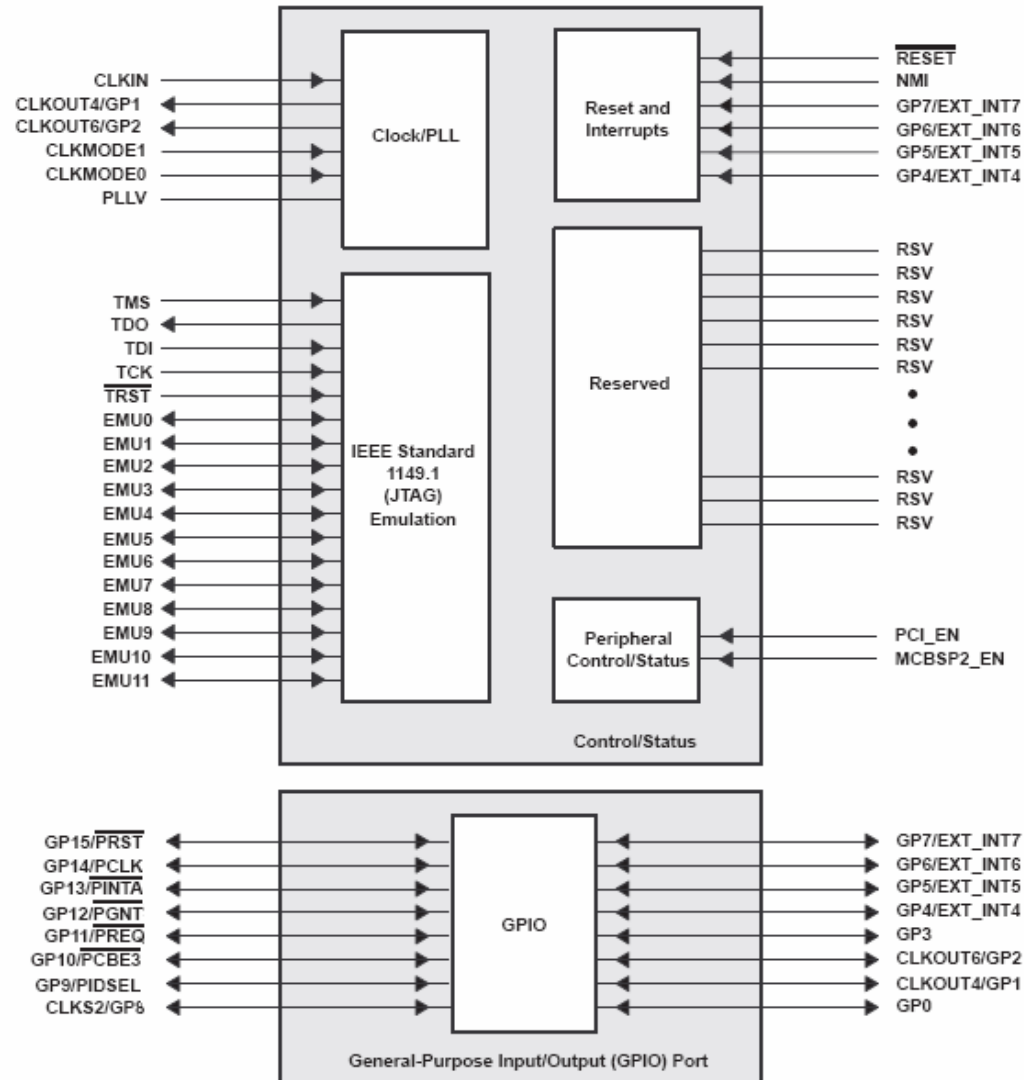 CLKIN
CLKOUT4/GP1
CLKOUT6/GP2
CLKMODE1
CLKMODE0
PLLV
Clock/PLL
Reset and
Interrupts
RESET
NMI
GP7/EXT_INT7
GP6/EXT_INT6
GP5/EXT_INT5
GP4/EXT_INT4
TMS
TDO
TDI
TCK
TRST
EMU0
EMU1
EMU2
EMU3
EMU4
EMU5
EMU6
EMU7
EMU8
EMU9
EMU10
EMU11
IEEE Standard
1149.1
(JTAG)
Emulation
Reserved
RSV
RSV
RSV
RSV
RSV
RSV
RSV
RSV
RSV
Peripheral
Control/Status
PCI_EN
MCBSP2_EN
Control/Status
GP15/PRST
GP14/PCLK
GP13/PINTA
GP12/PGNT
GP11/PREQ
GP10/PCBE3
GP9/PIDSEL
CLKS2/GP8
GPIO
GP7/EXT_INT7
GP6/EXT_INT6
GP5/EXT_INT5
GP4/EXT_INT4
GP3
CLKOUT6/GP2
CLKOUT4/GP1
GP0
General-Purpose Input/Output (GPIO) Port